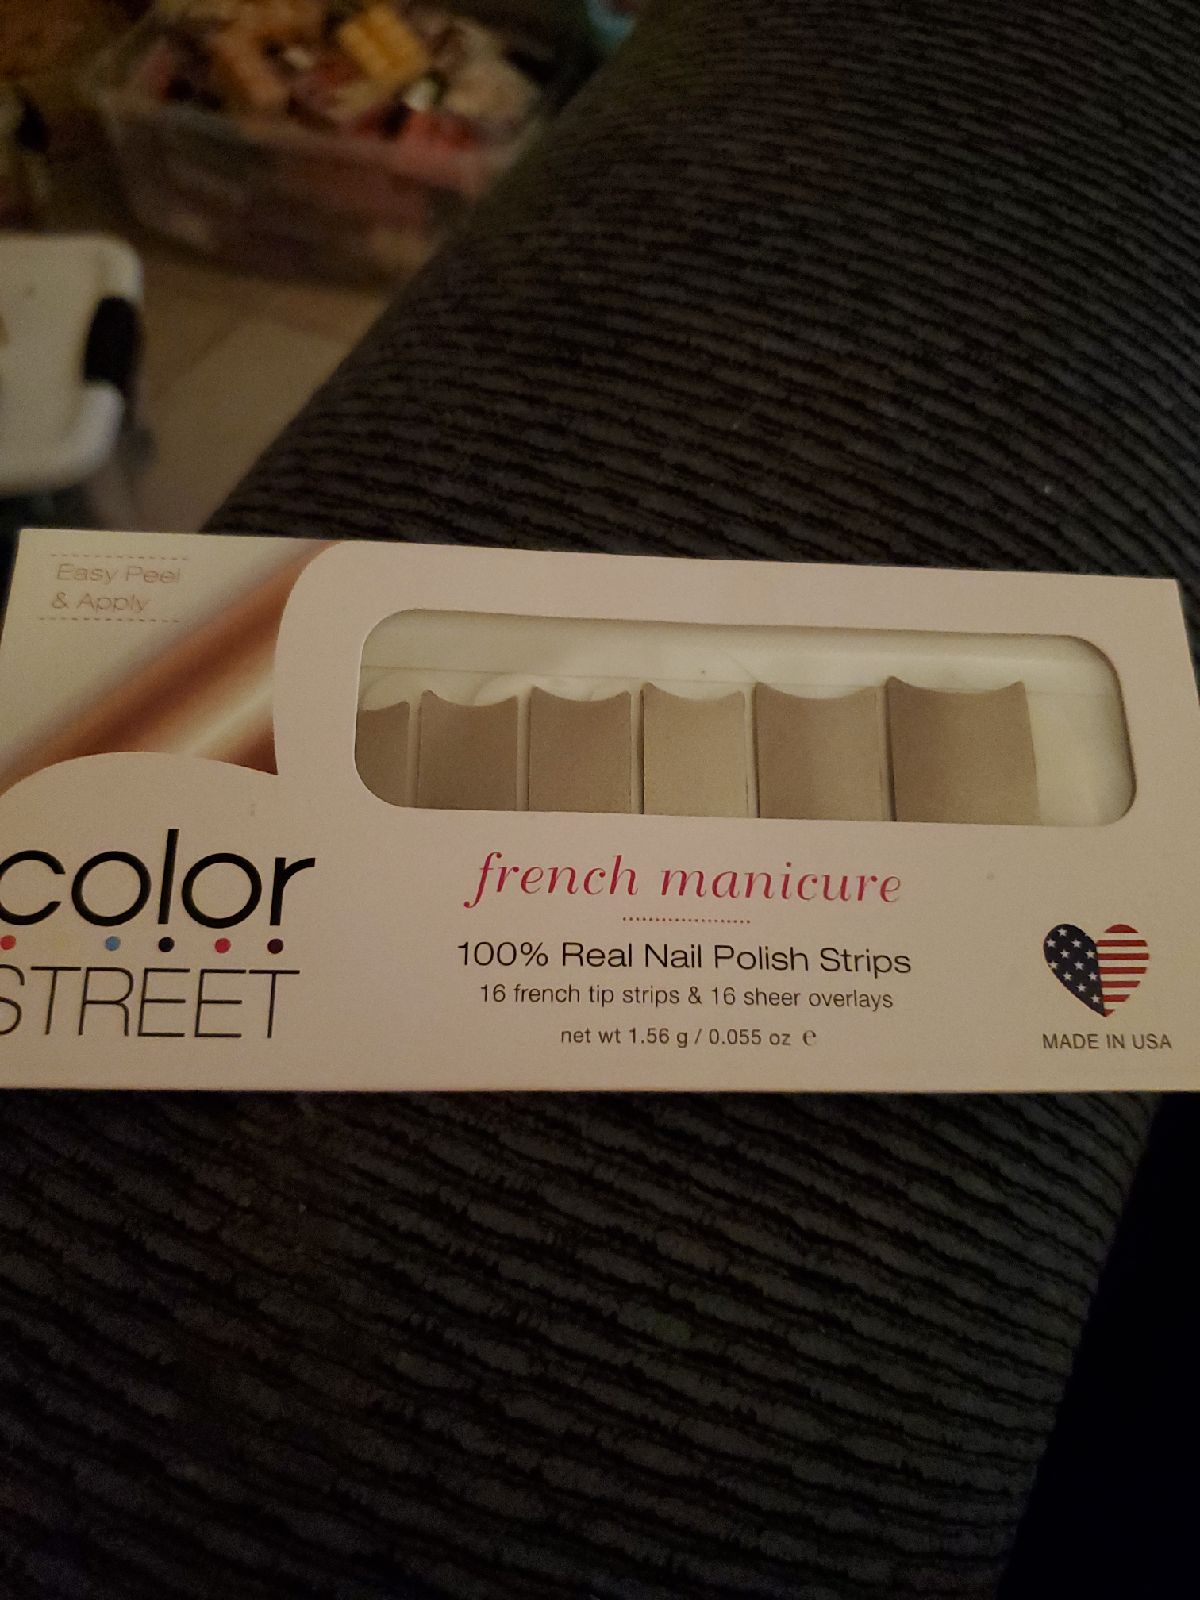 Easy Peel
& Apply
color
STREET
french manicure
100% Real Nail Polish Strips
16 french tip strips & 16 sheer overlays
net wt 1.56 g / 0.055 oz ℮
MADE IN USA